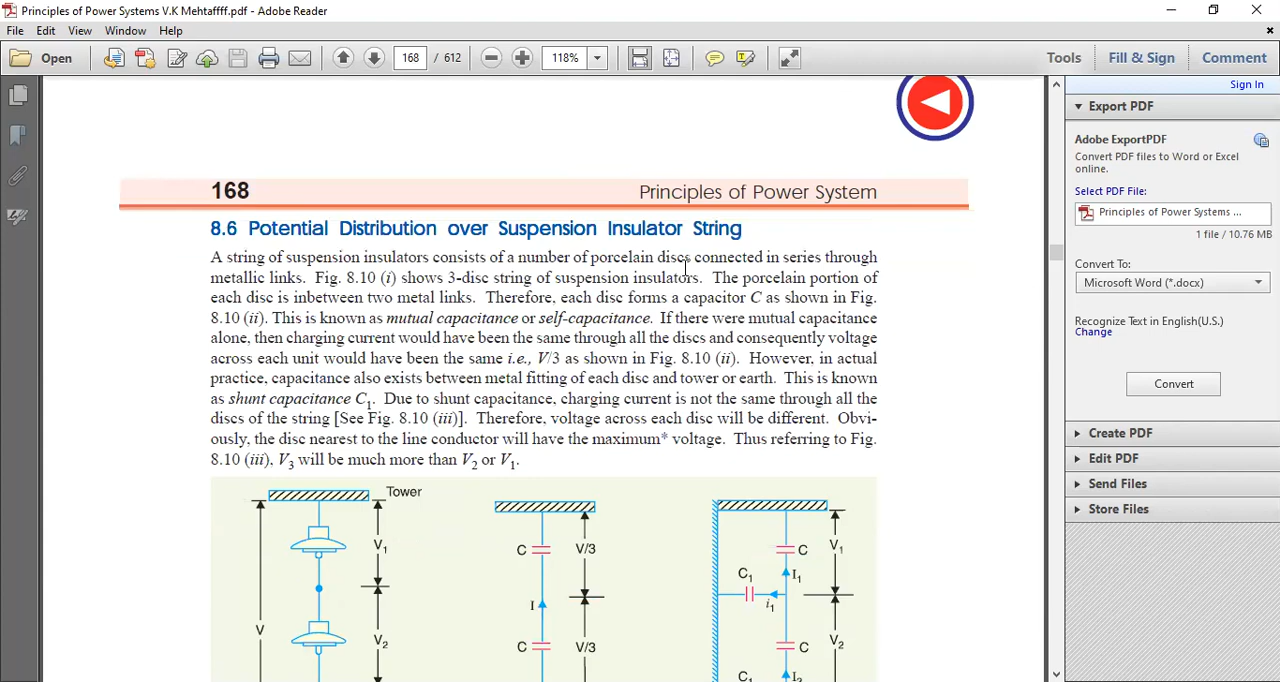 Principles of Power Systems V.K Mehtaffff.pdf - Adobe Reader
File Edit View Window Help
Open 168 / 612 118% Tools Fill & Sign Comment
Sign In
Export PDF
Adobe ExportPDF
Convert PDF files to Word or Excel
online.
Select PDF File:
Principles of Power Systems ...
1 file / 10.76 MB
Convert To:
Microsoft Word (*.docx)
Recognize Text in English(U.S.)
Change
Convert
Create PDF
Edit PDF
Send Files
Store Files
168 Principles of Power System
8.6 Potential Distribution over Suspension Insulator String
A string of suspension insulators consists of a number of porcelain discs connected in series through
metallic links. Fig. 8.10 (i) shows 3-disc string of suspension insulators. The porcelain portion of
each disc is inbetween two metal links. Therefore, each disc forms a capacitor C as shown in Fig.
8.10 (ii). This is known as mutual capacitance or self-capacitance. If there were mutual capacitance
alone, then charging current would have been the same through all the discs and consequently voltage
across each unit would have been the same i.e., V/3 as shown in Fig. 8.10 (ii). However, in actual
practice, capacitance also exists between metal fitting of each disc and tower or earth. This is known
as shunt capacitance C1. Due to shunt capacitance, charging current is not the same through all the
discs of the string [See Fig. 8.10 (iii)]. Therefore, voltage across each disc will be different. Obvi-
ously, the disc nearest to the line conductor will have the maximum* voltage. Thus referring to Fig.
8.10 (iii), V3 will be much more than V2 or V1.
Tower
V1
V
V2
C V/3
I
C V/3
C V1
C1 I1
i1
C V2
C1